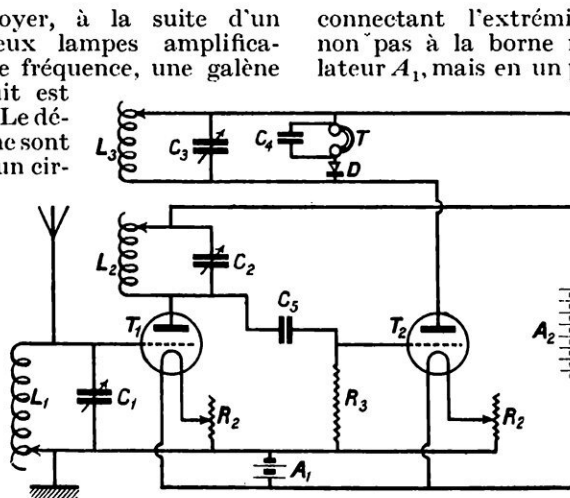 oyer, à la suite d'un
eux lampes amplifica-
e fréquence, une galène
uit est
Le dé-
nc sont
un cir-
connectant l'extrémi
non pas à la borne
lateur A₁, mais en un
L₃ C₃ C₄ T
D
L₂ C₂
T₁ C₅ T₂ A₂
L₁ C₁ R₂ R₃ R₂
A₁